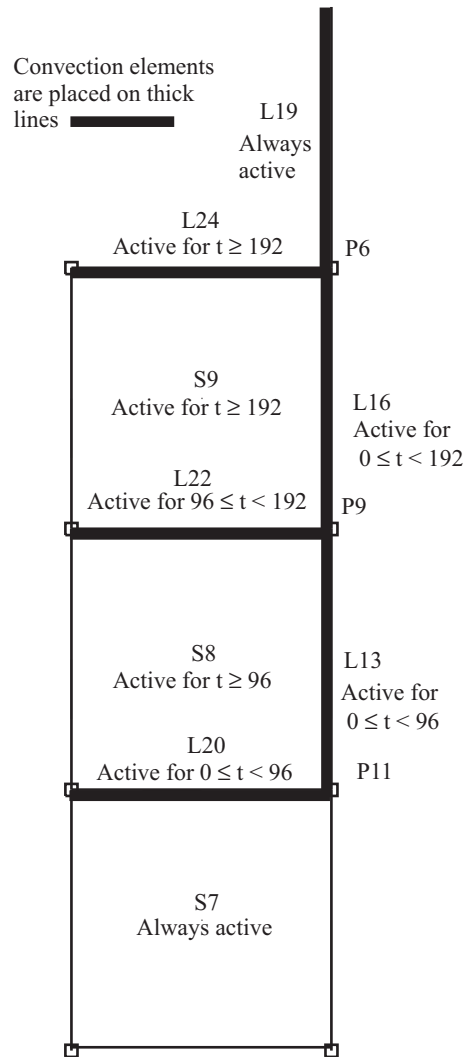 Convection elements
are placed on thick
lines
L19
Always
active
L24
Active for t ≥ 192
P6
S9
Active for t ≥ 192
L16
Active for
0 ≤ t < 192
L22
Active for 96 ≤ t < 192
P9
S8
Active for t ≥ 96
L13
Active for
0 ≤ t < 96
L20
Active for 0 ≤ t < 96
P11
S7
Always active